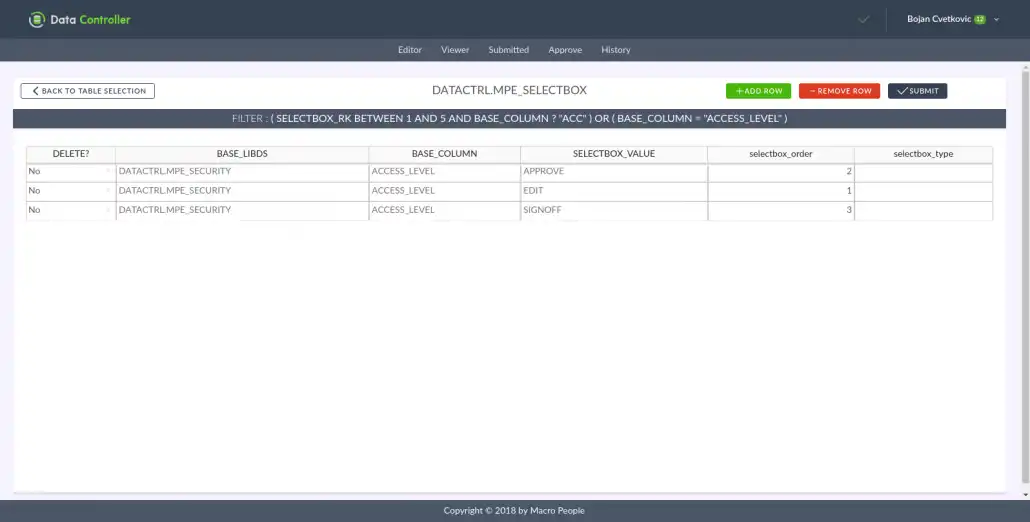 Data Controller
Bojan Cvetkovic 12
Editor Viewer Submitted Approve History
BACK TO TABLE SELECTION DATACTRL.MPE_SELECTBOX +ADD ROW −REMOVE ROW SUBMIT
FILTER : ( SELECTBOX_RK BETWEEN 1 AND 5 AND BASE_COLUMN ? "ACC" ) OR ( BASE_COLUMN = "ACCESS_LEVEL" )
DELETE? BASE_LIBDS BASE_COLUMN SELECTBOX_VALUE selectbox_order selectbox_type
No DATACTRL.MPE_SECURITY ACCESS_LEVEL APPROVE 2
No DATACTRL.MPE_SECURITY ACCESS_LEVEL EDIT 1
No DATACTRL.MPE_SECURITY ACCESS_LEVEL SIGNOFF 3
Copyright © 2018 by Macro People